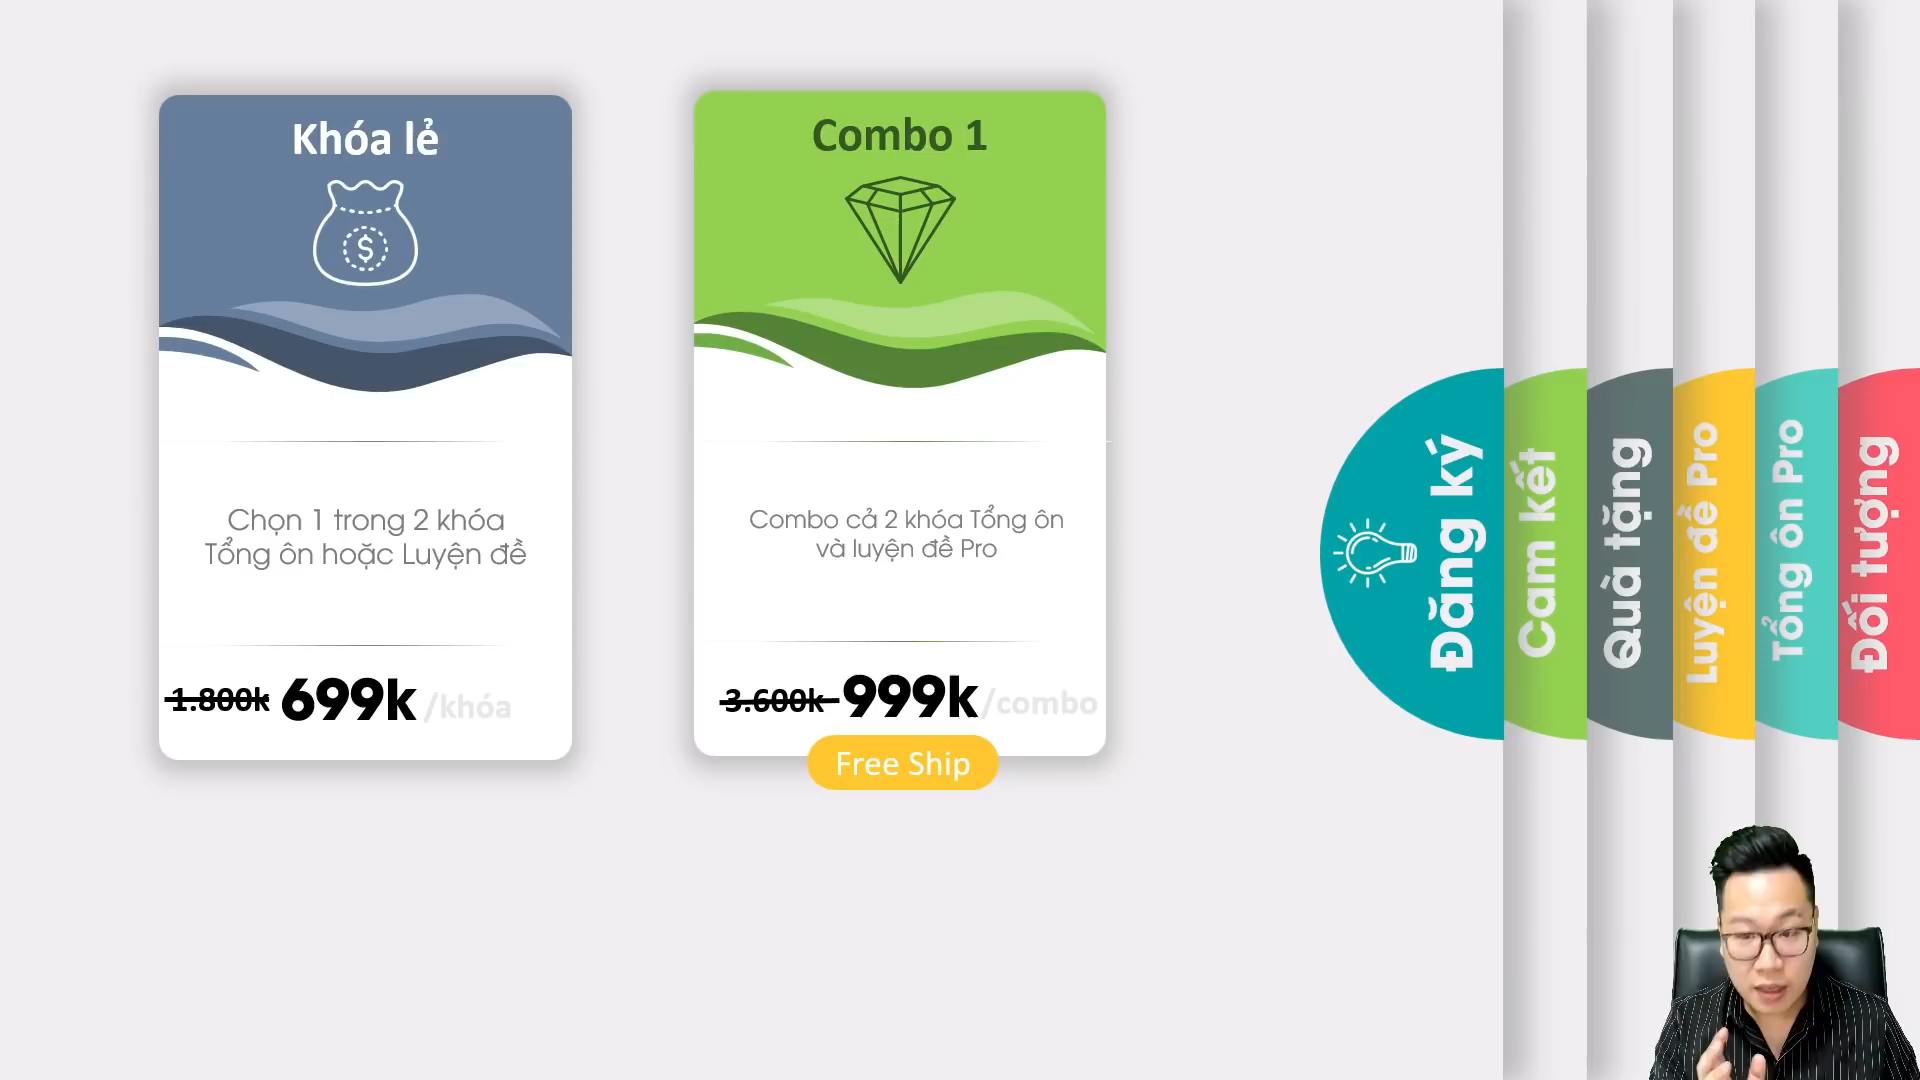 Khóa lẻ
$
Chọn 1 trong 2 khóa
Tổng ôn hoặc Luyện đề
1.800k 699k /khóa
Combo 1
Combo cả 2 khóa Tổng ôn
và luyện đề Pro
3.600k 999k /combo
Free Ship
Đăng ký
Cam kết
Quà tặng
Luyện đề Pro
Tổng ôn Pro
Đối tượng